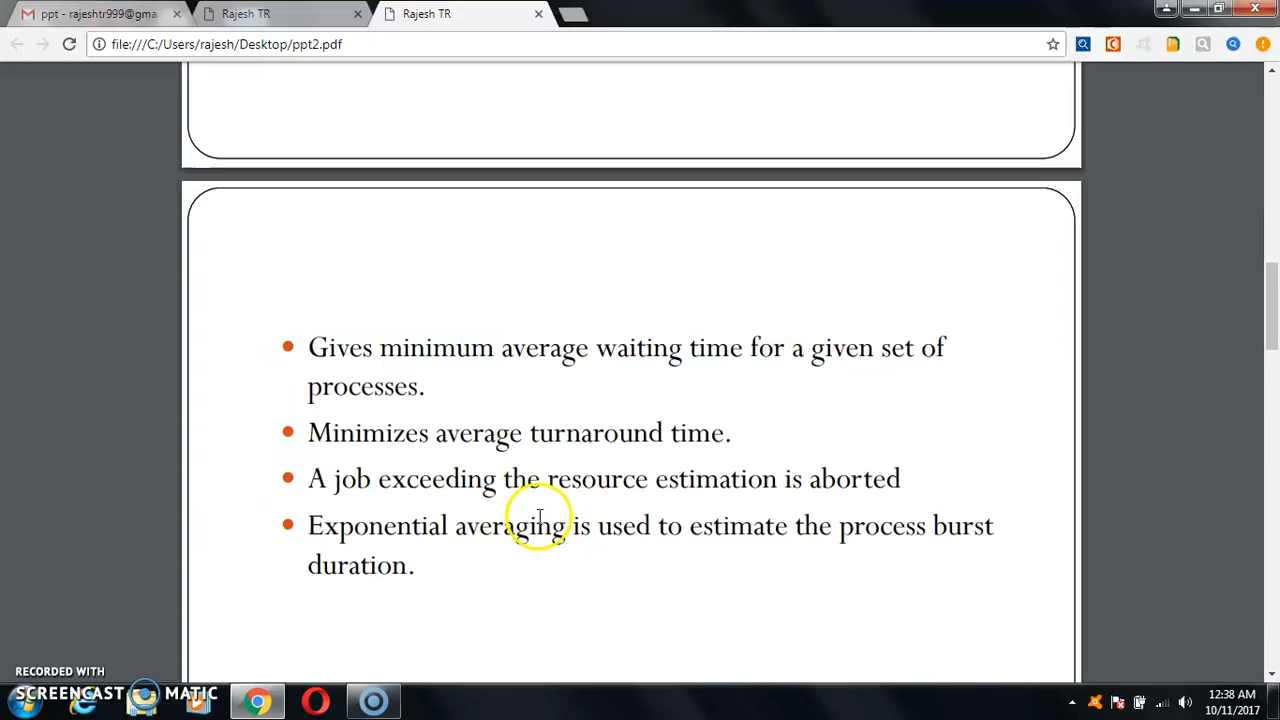 ppt - rajeshtr999@gma
Rajesh TR
Rajesh TR
file:///C:/Users/rajesh/Desktop/ppt2.pdf
• Gives minimum average waiting time for a given set of
processes.
• Minimizes average turnaround time.
• A job exceeding the resource estimation is aborted
• Exponential averaging is used to estimate the process burst
duration.
RECORDED WITH
SCREENCAST MATIC
12:38 AM
10/11/2017